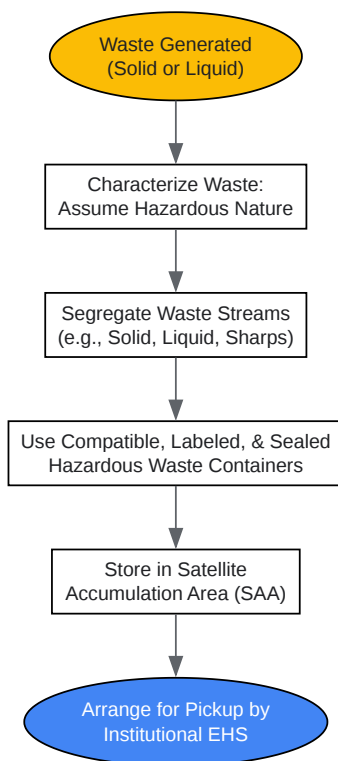 Waste Generated
(Solid or Liquid)
Characterize Waste:
Assume Hazardous Nature
Segregate Waste Streams
(e.g., Solid, Liquid, Sharps)
Use Compatible, Labeled, & Sealed
Hazardous Waste Containers
Store in Satellite
Accumulation Area (SAA)
Arrange for Pickup by
Institutional EHS